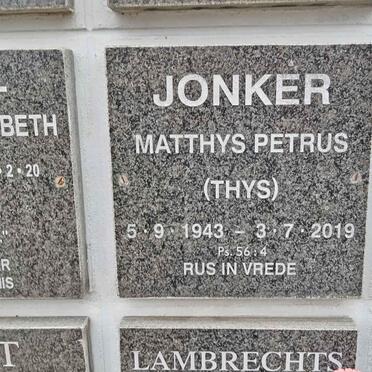 BETH
2·20
JONKER
MATTHYS PETRUS
(THYS)
5·9·1943 – 3·7·2019
Ps. 56:4
RUS IN VREDE
LAMBRECHTS